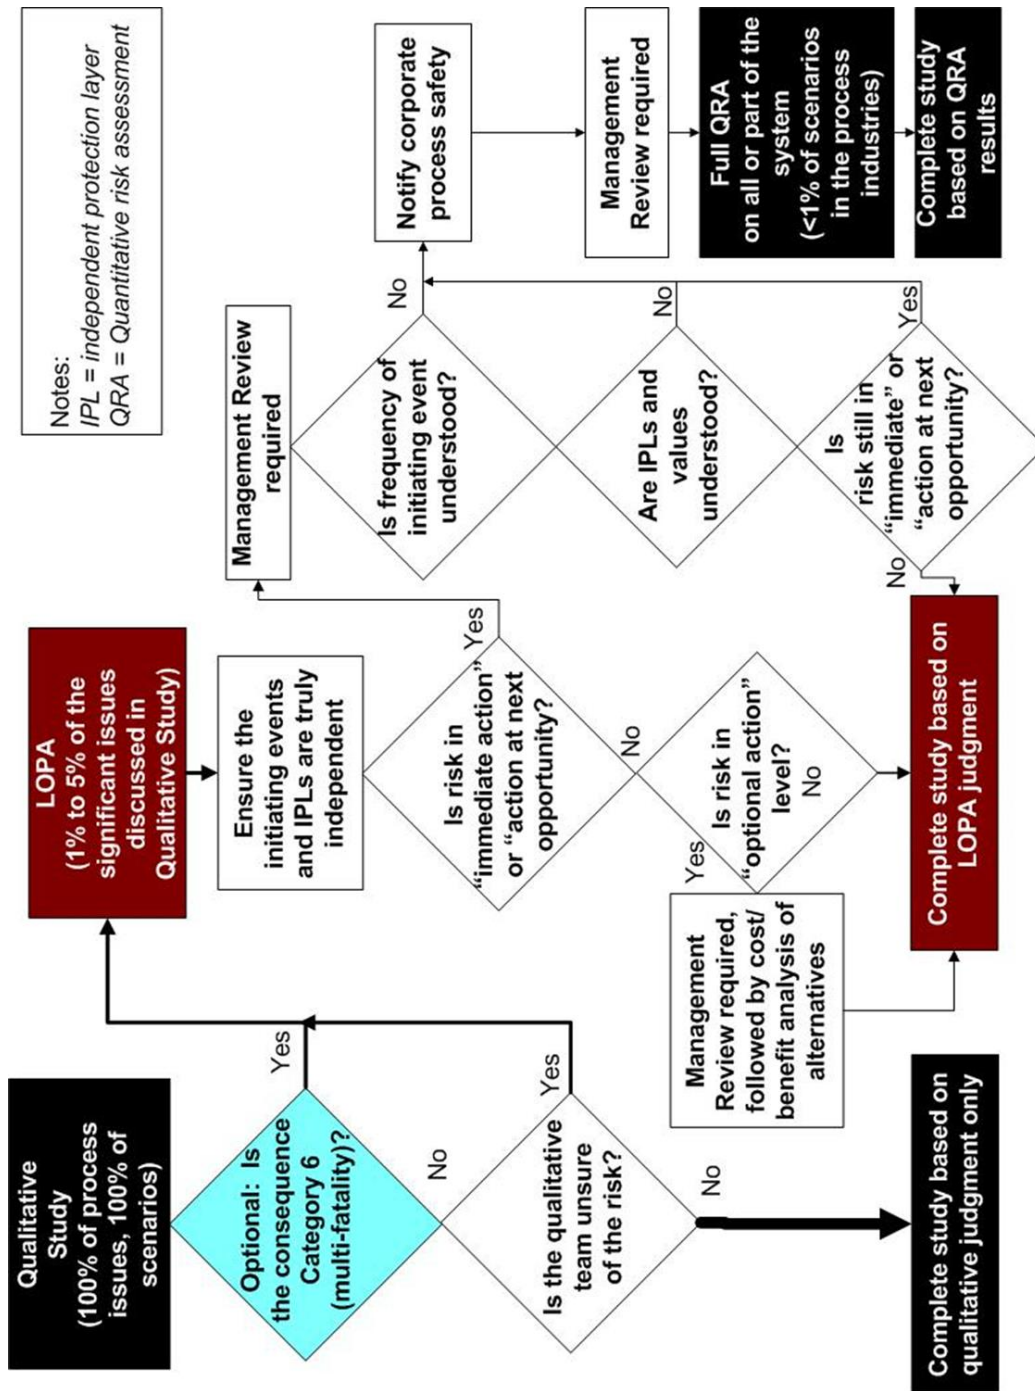 Qualitative
Study
(100% of process
issues, 100% of
scenarios)
Optional: Is
the consequence
Category 6
(multi-fatality)?
Yes
No
Is the qualitative
team unsure
of the risk?
Yes
No
Complete study based on
qualitative judgment only
LOPA
(1% to 5% of the
significant issues
discussed in
Qualitative Study)
Ensure the
initiating events
and IPLs are truly
independent
Is risk in
“immediate action”
or “action at next
opportunity?
Yes
No
Is risk in
“optional action”
level?
Yes
No
Management
Review required,
followed by cost/
benefit analysis of
alternatives
Complete study based on
LOPA judgment
Management Review
required
Is frequency of
initiating event
understood?
No
Are IPLs and
values
understood?
No
Is
risk still in
“immediate” or
“action at next
opportunity?
Yes
No
Notes:
IPL = independent protection layer
QRA = Quantitative risk assessment
Notify corporate
process safety
Management
Review required
Full QRA
on all or part of the
system
(<1% of scenarios
in the process
industries)
Complete study
based on QRA
results